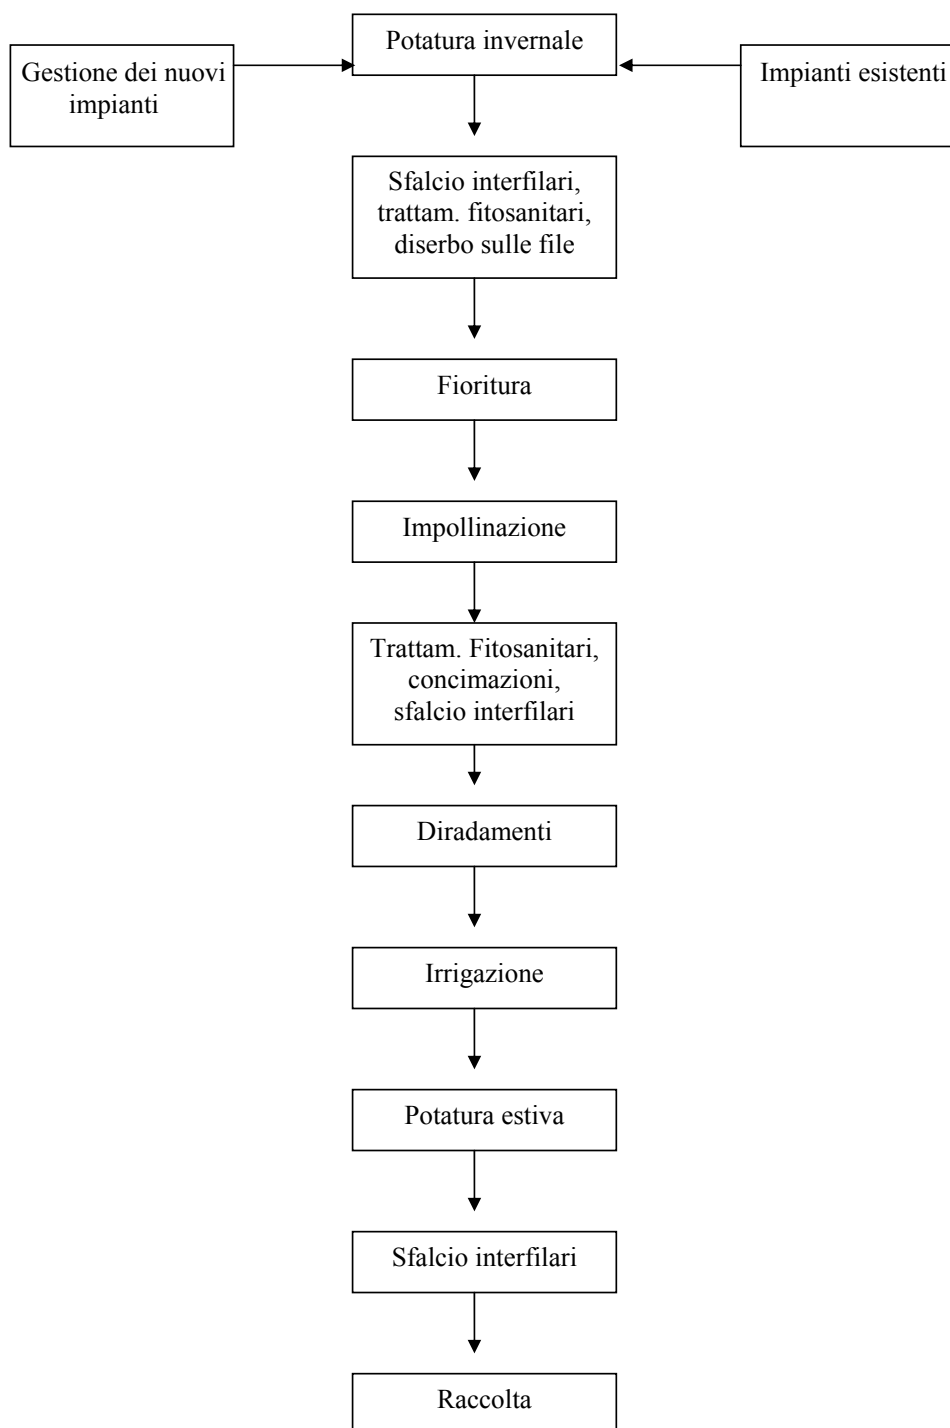 Potatura invernale
Gestione dei nuovi
impianti
Impianti esistenti
Sfalcio interfilari,
trattam. fitosanitari,
diserbo sulle file
Fioritura
Impollinazione
Trattam. Fitosanitari,
concimazioni,
sfalcio interfilari
Diradamenti
Irrigazione
Potatura estiva
Sfalcio interfilari
Raccolta